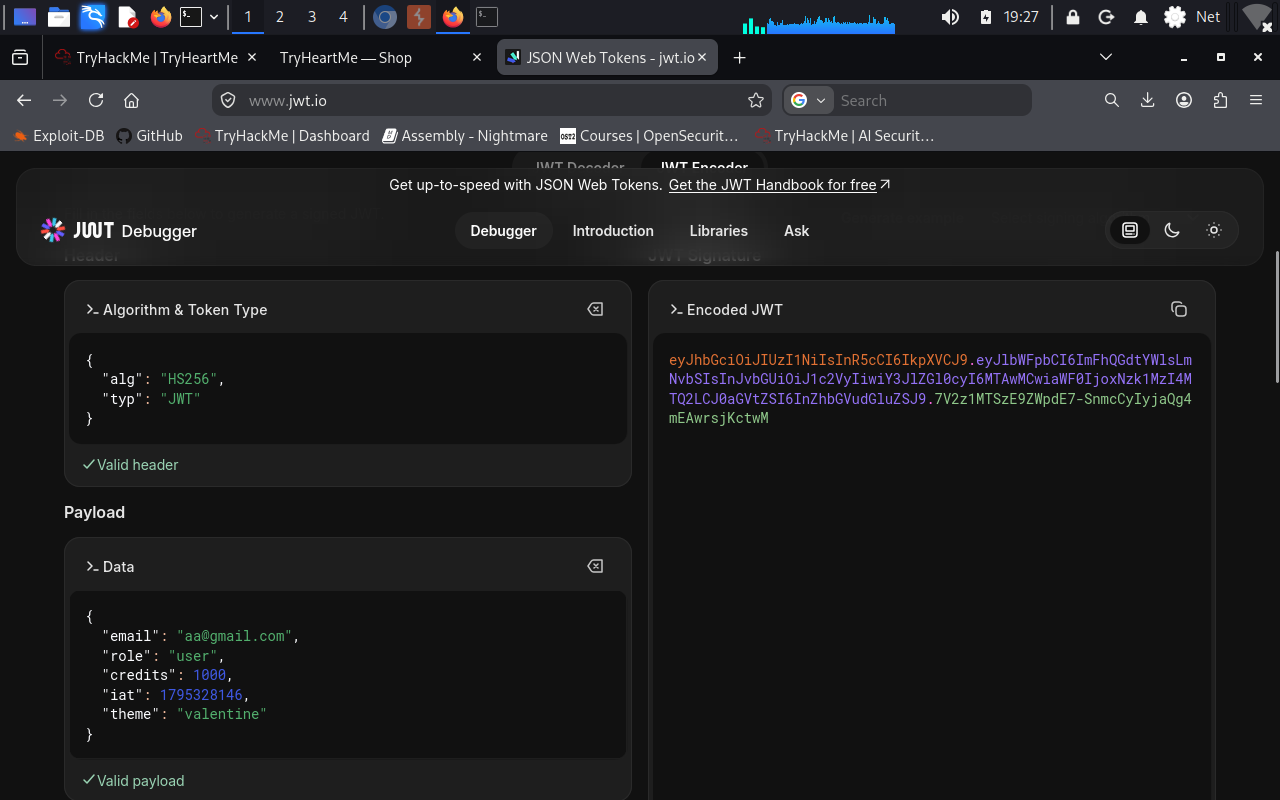 1 2 3 4 19:27 Net
TryHackMe | TryHeartMe TryHeartMe — Shop JSON Web Tokens - jwt.io
www.jwt.io Search
Exploit-DB GitHub TryHackMe | Dashboard Assembly - Nightmare Courses | OpenSecurit… TryHackMe | AI Securit…
JWT Decoder JWT Encoder
Get up-to-speed with JSON Web Tokens. Get the JWT Handbook for free
JWT Debugger Debugger Introduction Libraries Ask
Header JWT Signature
Algorithm & Token Type Encoded JWT
{
"alg": "HS256",
"typ": "JWT"
}
eyJhbGciOiJIUzI1NiIsInR5cCI6IkpXVCJ9.eyJlbWFpbCI6ImFhQGdtYWlsLm
NvbSIsInJvbGUiOiJ1c2VyIiwiY3JlZGl0cyI6MTAwMCwiaWF0IjoxNzk1MzI4M
TQ2LCJ0aGVtZSI6InZhbGVudGluZSJ9.7V2z1MTSzE9ZWpdE7-SnmcCyIyjaQg4
mEAwrsjKctwM
Valid header
Payload
Data
{
"email": "aa@gmail.com",
"role": "user",
"credits": 1000,
"iat": 1795328146,
"theme": "valentine"
}
Valid payload